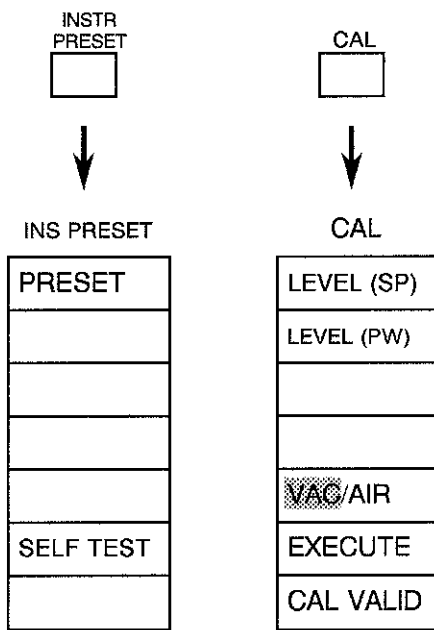 INSTR
PRESET
CAL
INS PRESET
CAL
PRESET
SELF TEST
LEVEL (SP)
LEVEL (PW)
VAC/AIR
EXECUTE
CAL VALID